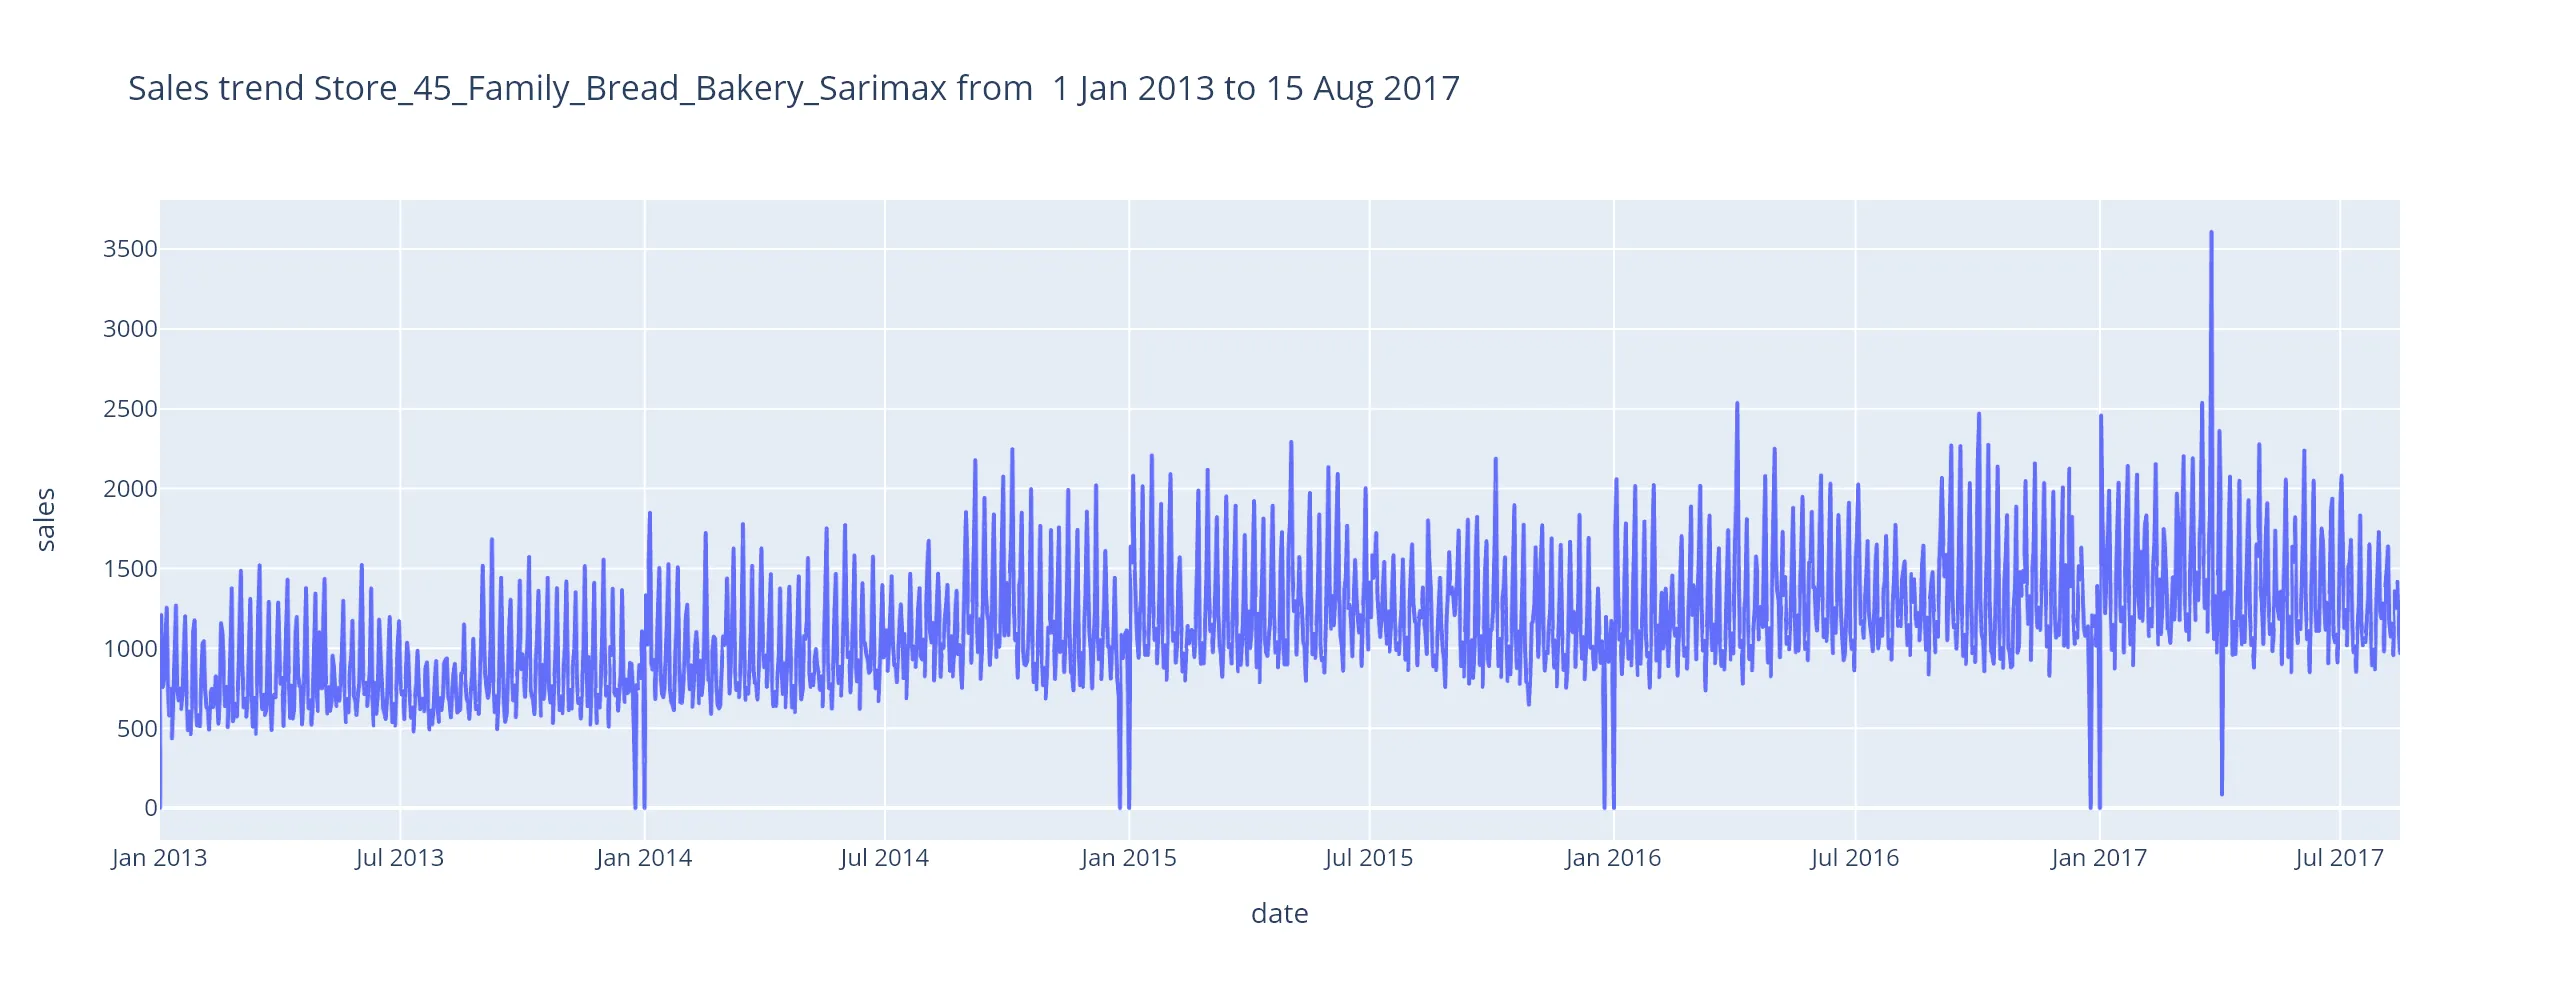 Sales trend Store_45_Family_Bread_Bakery_Sarimax from  1 Jan 2013 to 15 Aug 2017
3500
3000
2500
2000
1500
1000
500
0
sales
Jan 2013 Jul 2013 Jan 2014 Jul 2014 Jan 2015 Jul 2015 Jan 2016 Jul 2016 Jan 2017 Jul 2017
date